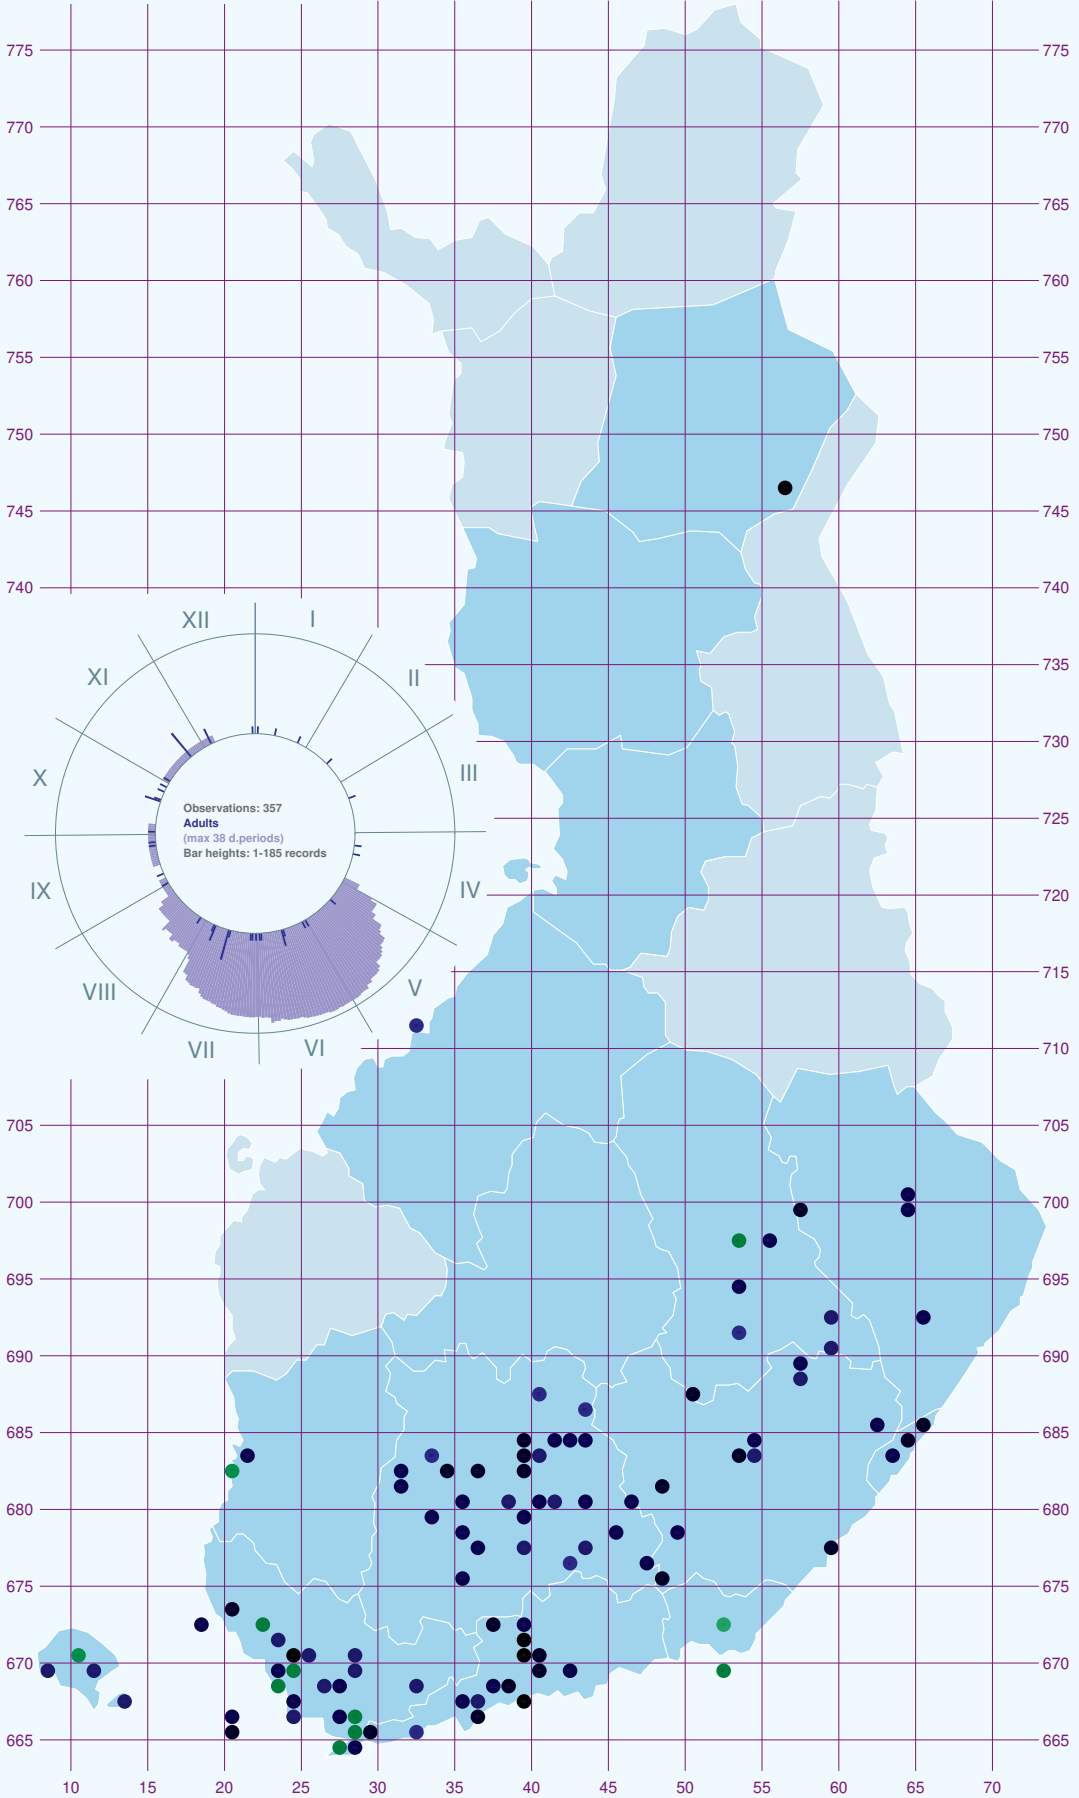 775 775
770 770
765 765
760 760
755 755
750 750
745 745
740 740
XII I
XI II
735
730
X III
725
Observations: 357
Adults
(max 38 d.periods)
Bar heights: 1-185 records
IX IV
720
715
VIII V
VII VI
710
705 705
700 700
695 695
690 690
685 685
680 680
675 675
670 670
665 665
10 15 20 25 30 35 40 45 50 55 60 65 70